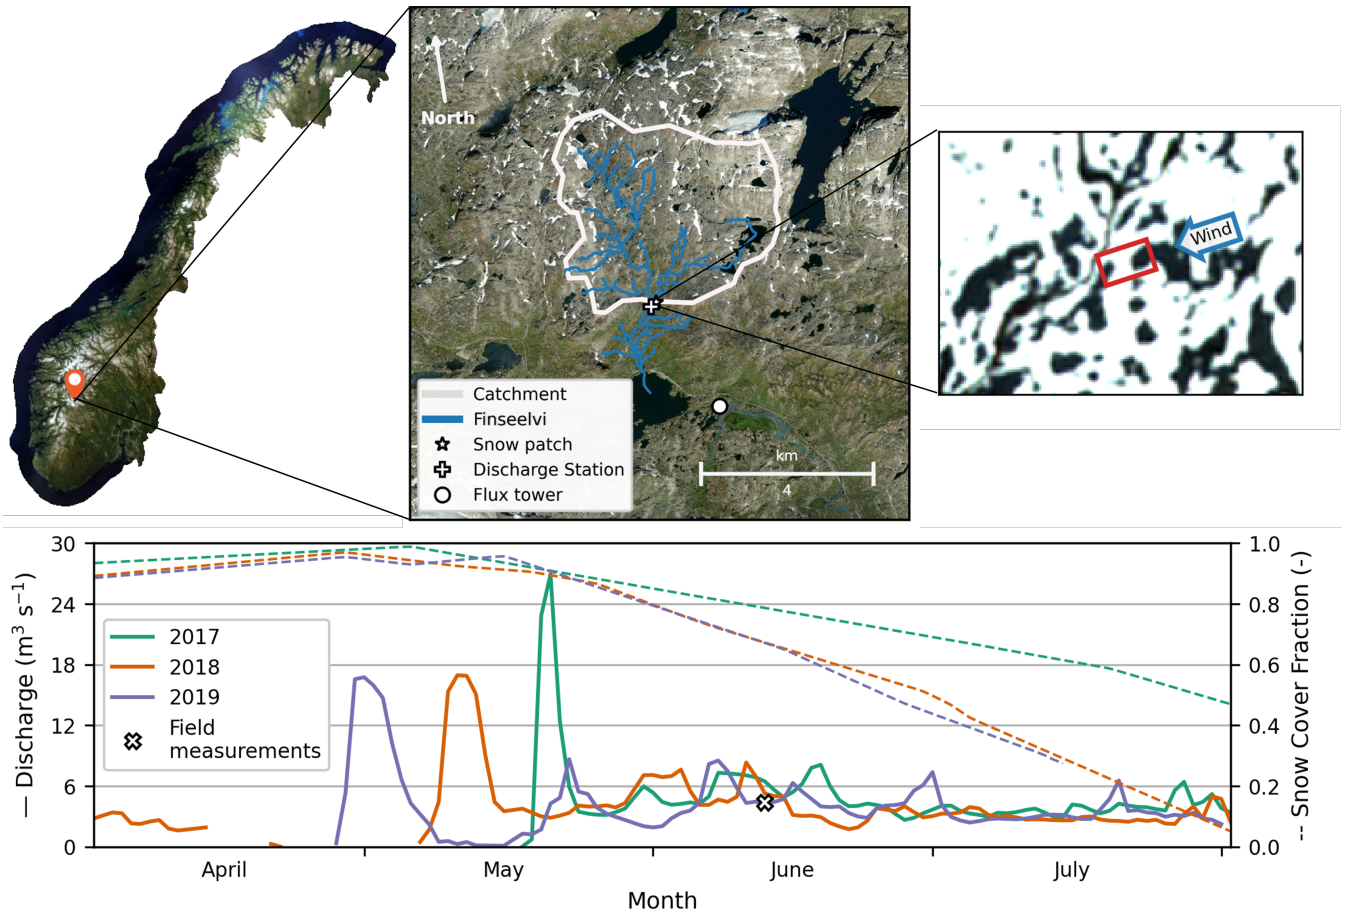 North
Catchment
Finseelvi
Snow patch
Discharge Station
Flux tower
km
4
Wind
— Discharge (m³ s⁻¹)
30
24
18
12
6
0
2017
2018
2019
Field
measurements
1.0
0.8
0.6
0.4
0.2
0.0
-- Snow Cover Fraction (-)
April
May
June
July
Month